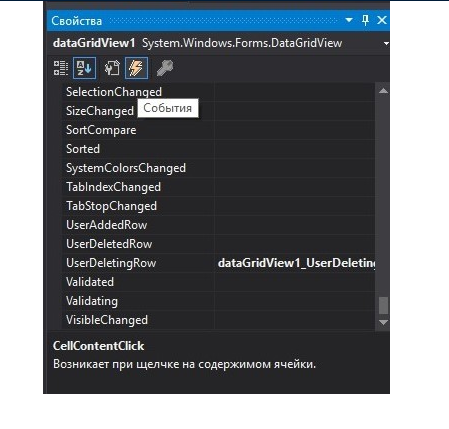 Свойства
dataGridView1 System.Windows.Forms.DataGridView
SelectionChanged
SizeChanged
События
SortCompare
Sorted
SystemColorsChanged
TabIndexChanged
TabStopChanged
UserAddedRow
UserDeletedRow
UserDeletingRow dataGridView1_UserDeleting
Validated
Validating
VisibleChanged
CellContentClick
Возникает при щелчке на содержимом ячейки.